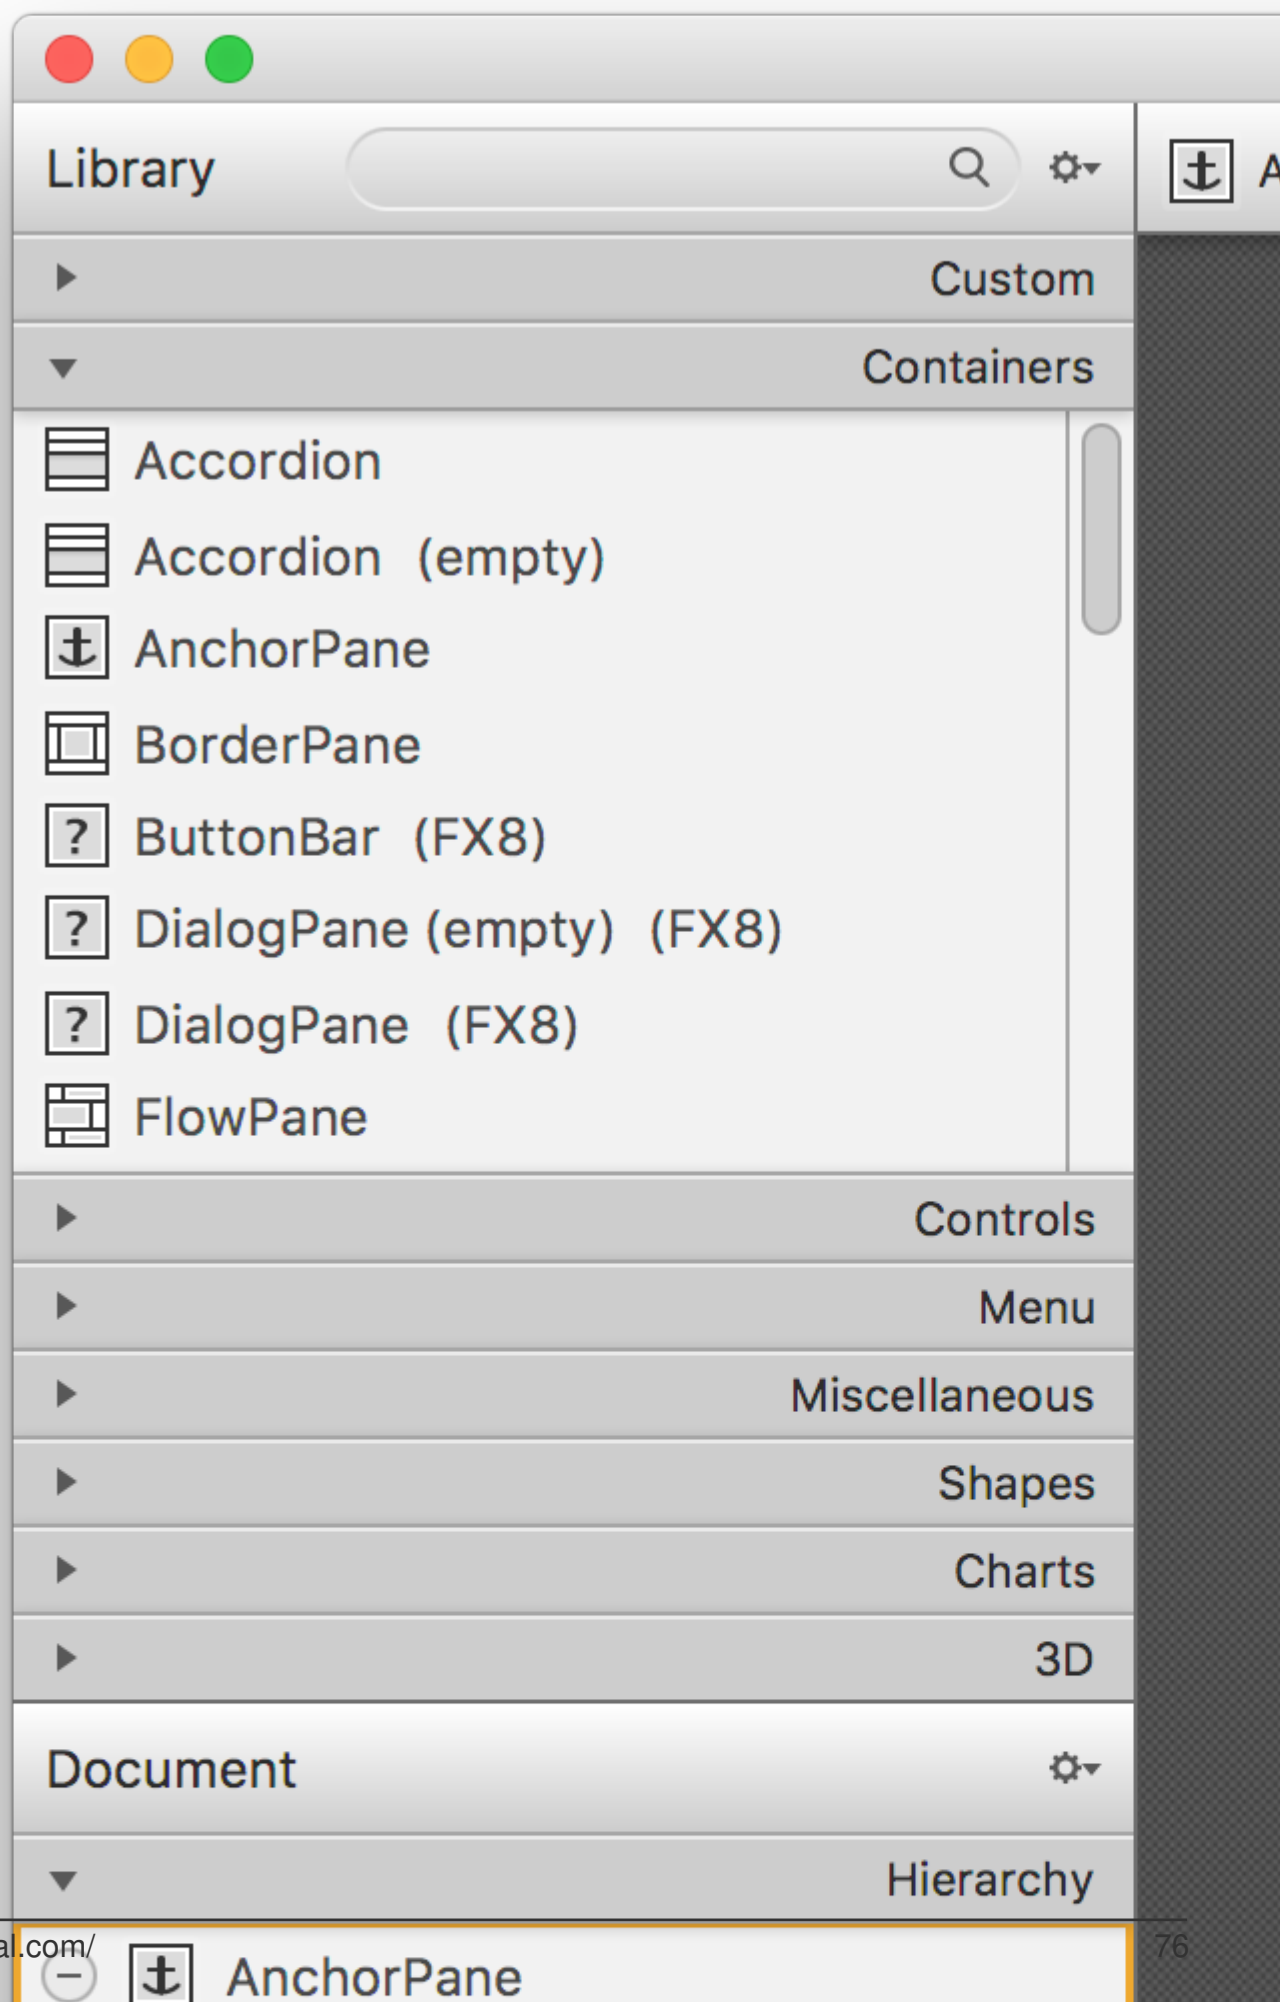 Library
A
Custom
Containers
Accordion
Accordion (empty)
AnchorPane
BorderPane
? ButtonBar (FX8)
? DialogPane (empty) (FX8)
? DialogPane (FX8)
FlowPane
Controls
Menu
Miscellaneous
Shapes
Charts
3D
Document
Hierarchy
al.com/
76
AnchorPane